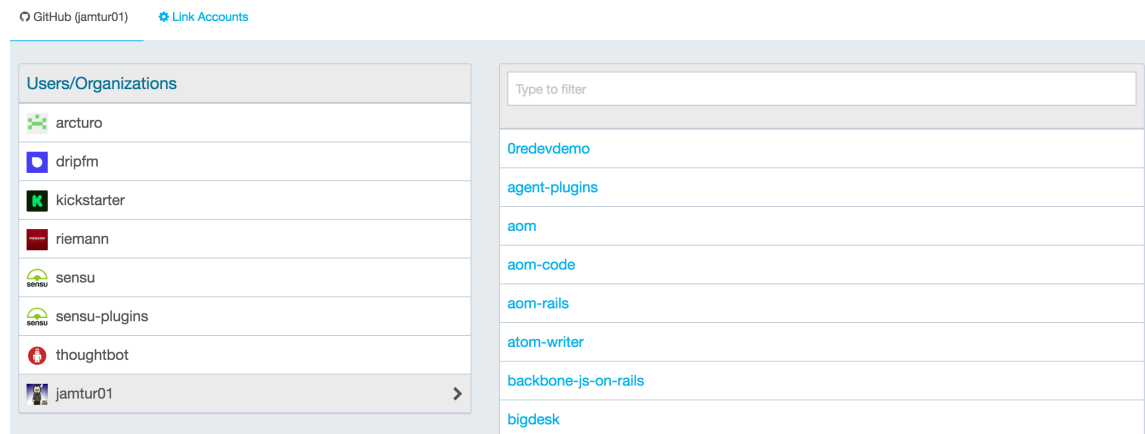 GitHub (jamtur01) Link Accounts
Users/Organizations
arcturo
dripfm
kickstarter
riemann
sensu
sensu-plugins
thoughtbot
jamtur01
Type to filter
0redevdemo
agent-plugins
aom
aom-code
aom-rails
atom-writer
backbone-js-on-rails
bigdesk